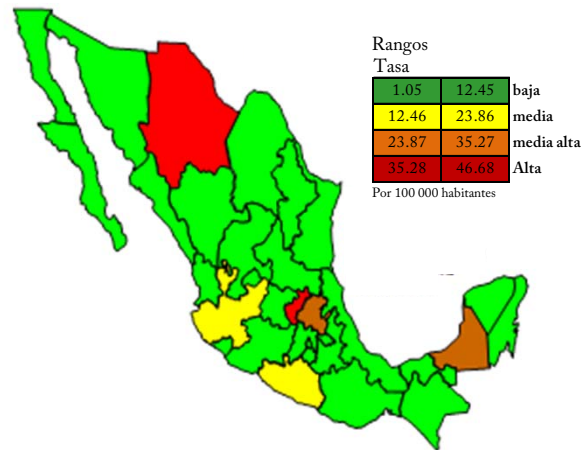 Rangos
Tasa
1.05 12.45 baja
12.46 23.86 media
23.87 35.27 media alta
35.28 46.68 Alta
Por 100 000 habitantes